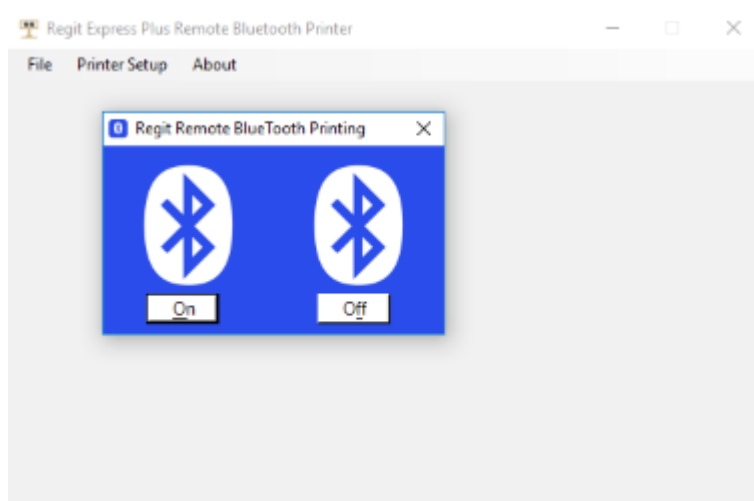 Regit Express Plus Remote Bluetooth Printer
File Printer Setup About
Regit Remote BlueTooth Printing
On Off